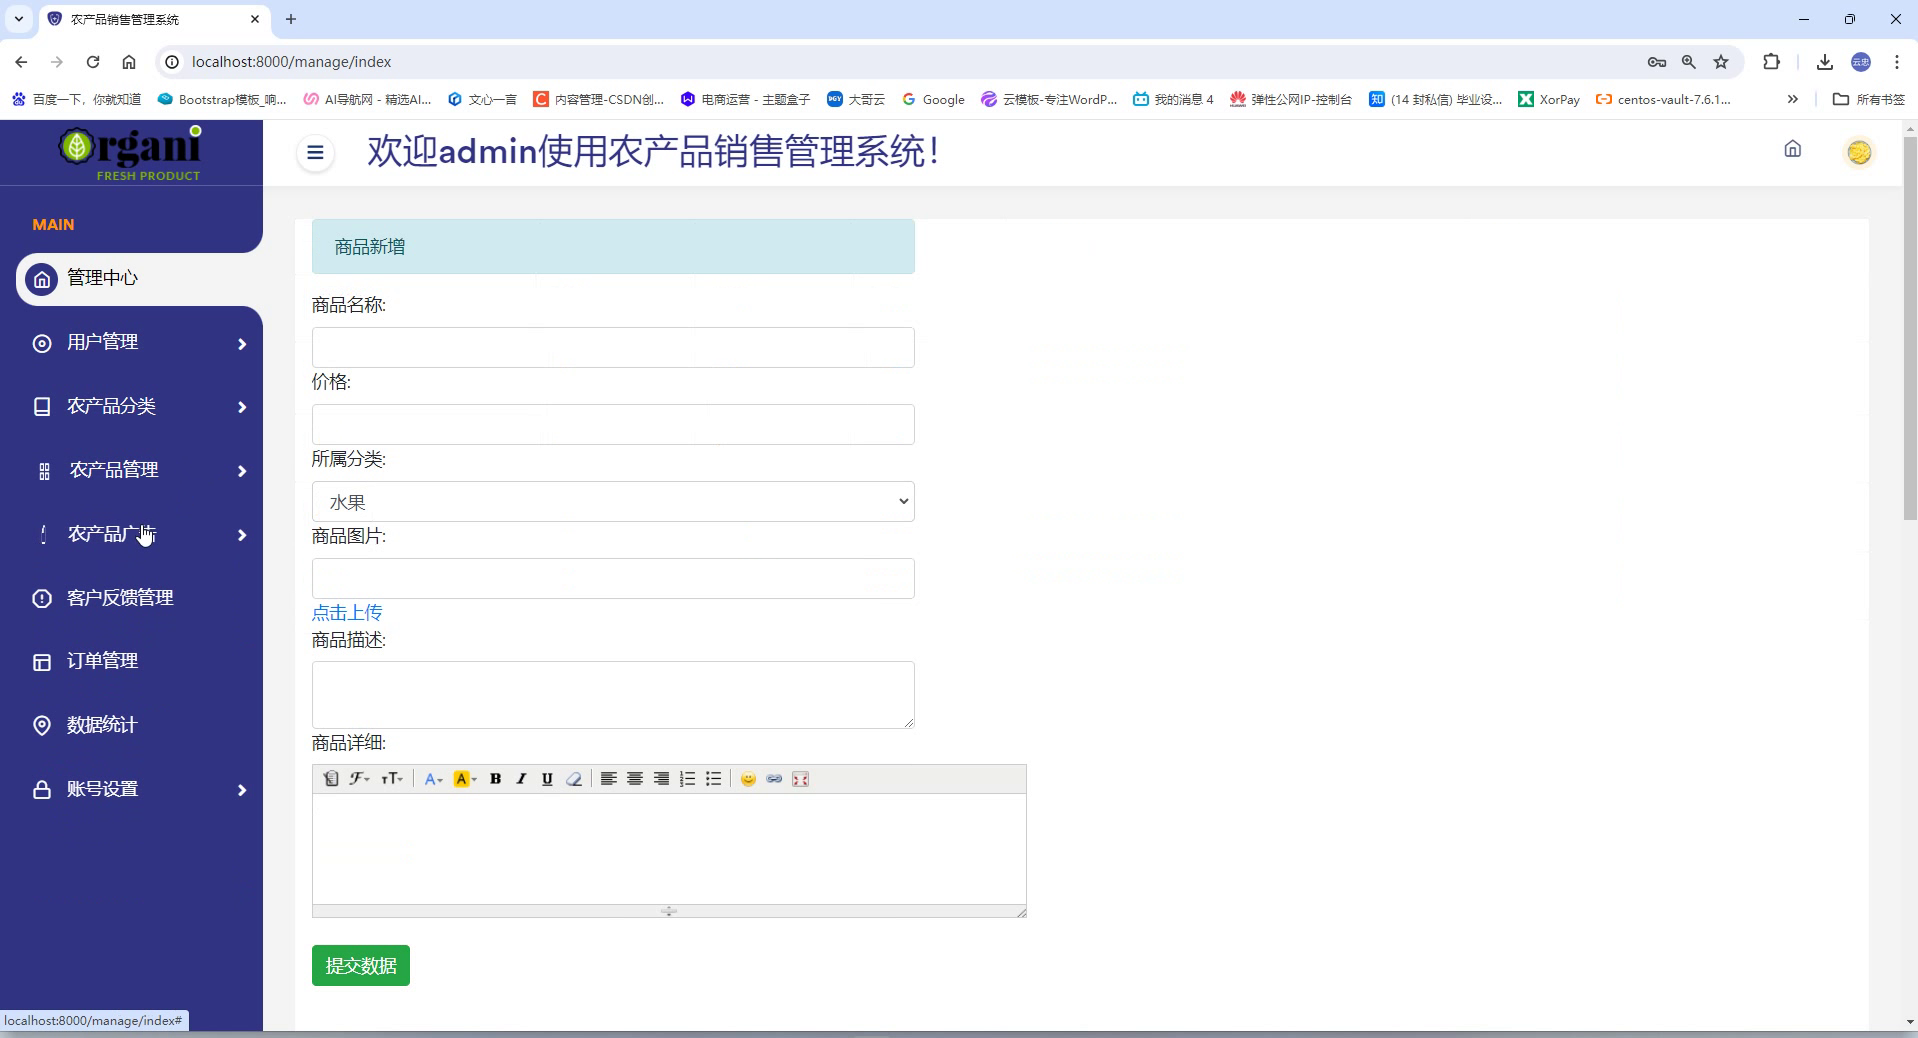 农产品销售管理系统
localhost:8000/manage/index
百度一下，你就知道
Bootstrap模板_响...
AI导航网 - 精选AI...
文心一言
内容管理-CSDN创...
电商运营 - 主题盒子
大哥云
Google
云模板-专注WordP...
我的消息 4
弹性公网IP-控制台
(14 封私信) 毕业设...
XorPay
centos-vault-7.6.1...
所有书签
Organi
FRESH PRODUCT
欢迎admin使用农产品销售管理系统！
MAIN
管理中心
用户管理
农产品分类
农产品管理
农产品广告
客户反馈管理
订单管理
数据统计
账号设置
商品新增
商品名称:
价格:
所属分类:
水果
商品图片:
点击上传
商品描述:
商品详细:
提交数据
localhost:8000/manage/index#